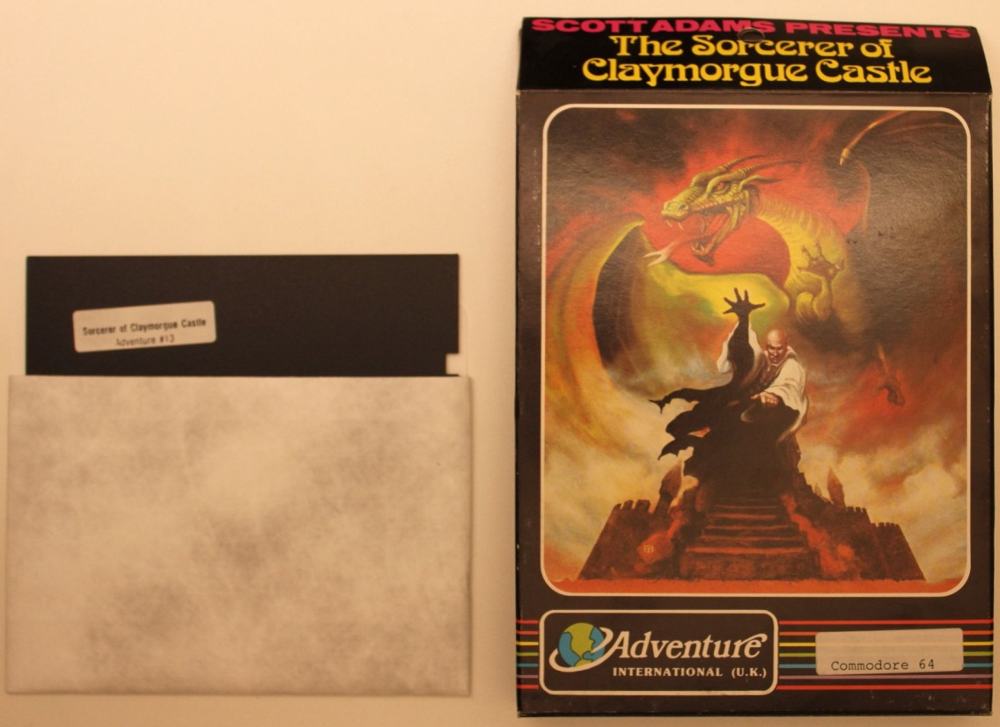 Sorcerer of Claymorgue Castle
Adventure #13
SCOTT ADAMS PRESENTS
The Sorcerer of
Claymorgue Castle
Adventure
INTERNATIONAL (U.K.)
Commodore 64